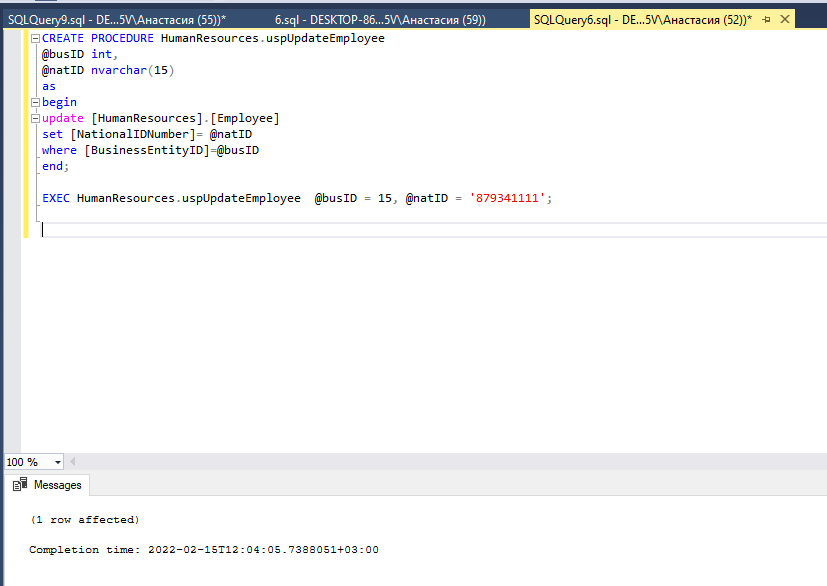 SQLQuery9.sql - DE...5V\Анастасия (55))* 6.sql - DESKTOP-86...5V\Анастасия (59)) SQLQuery6.sql - DE...5V\Анастасия (52))*
CREATE PROCEDURE HumanResources.uspUpdateEmployee
@busID int,
@natID nvarchar(15)
as
begin
update [HumanResources].[Employee]
set [NationalIDNumber]= @natID
where [BusinessEntityID]=@busID
end;
EXEC HumanResources.uspUpdateEmployee  @busID = 15, @natID = '879341111';
100 %
Messages
(1 row affected)
Completion time: 2022-02-15T12:04:05.7388051+03:00